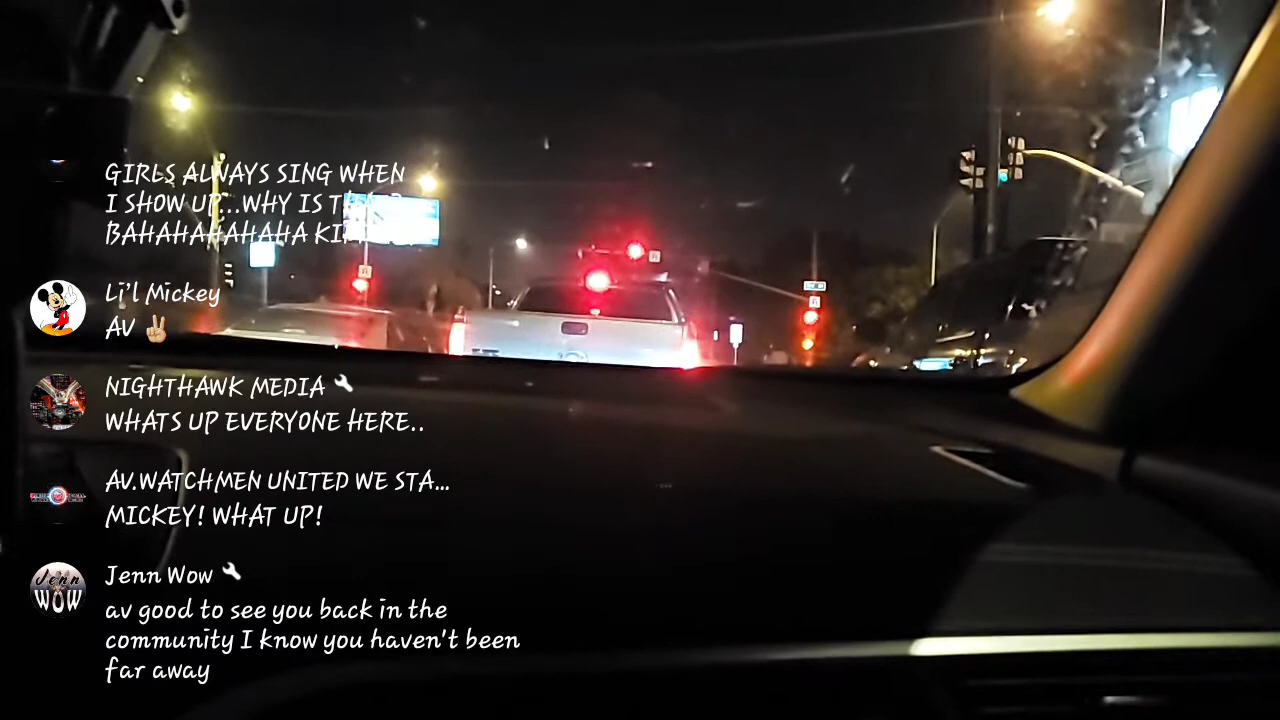 GIRLS ALWAYS SING WHEN
I SHOW UP...WHY IS
BAHAHAHAHAHA
Li'l Mickey
AV ✌🏼
NIGHTHAWK MEDIA 🔧
WHATS UP EVERYONE HERE..
AV.WATCHMEN UNITED WE STA...
MICKEY! WHAT UP!
Jenn Wow 🔧
Jenn
WOW
av good to see you back in the
community I know you haven't been
far away